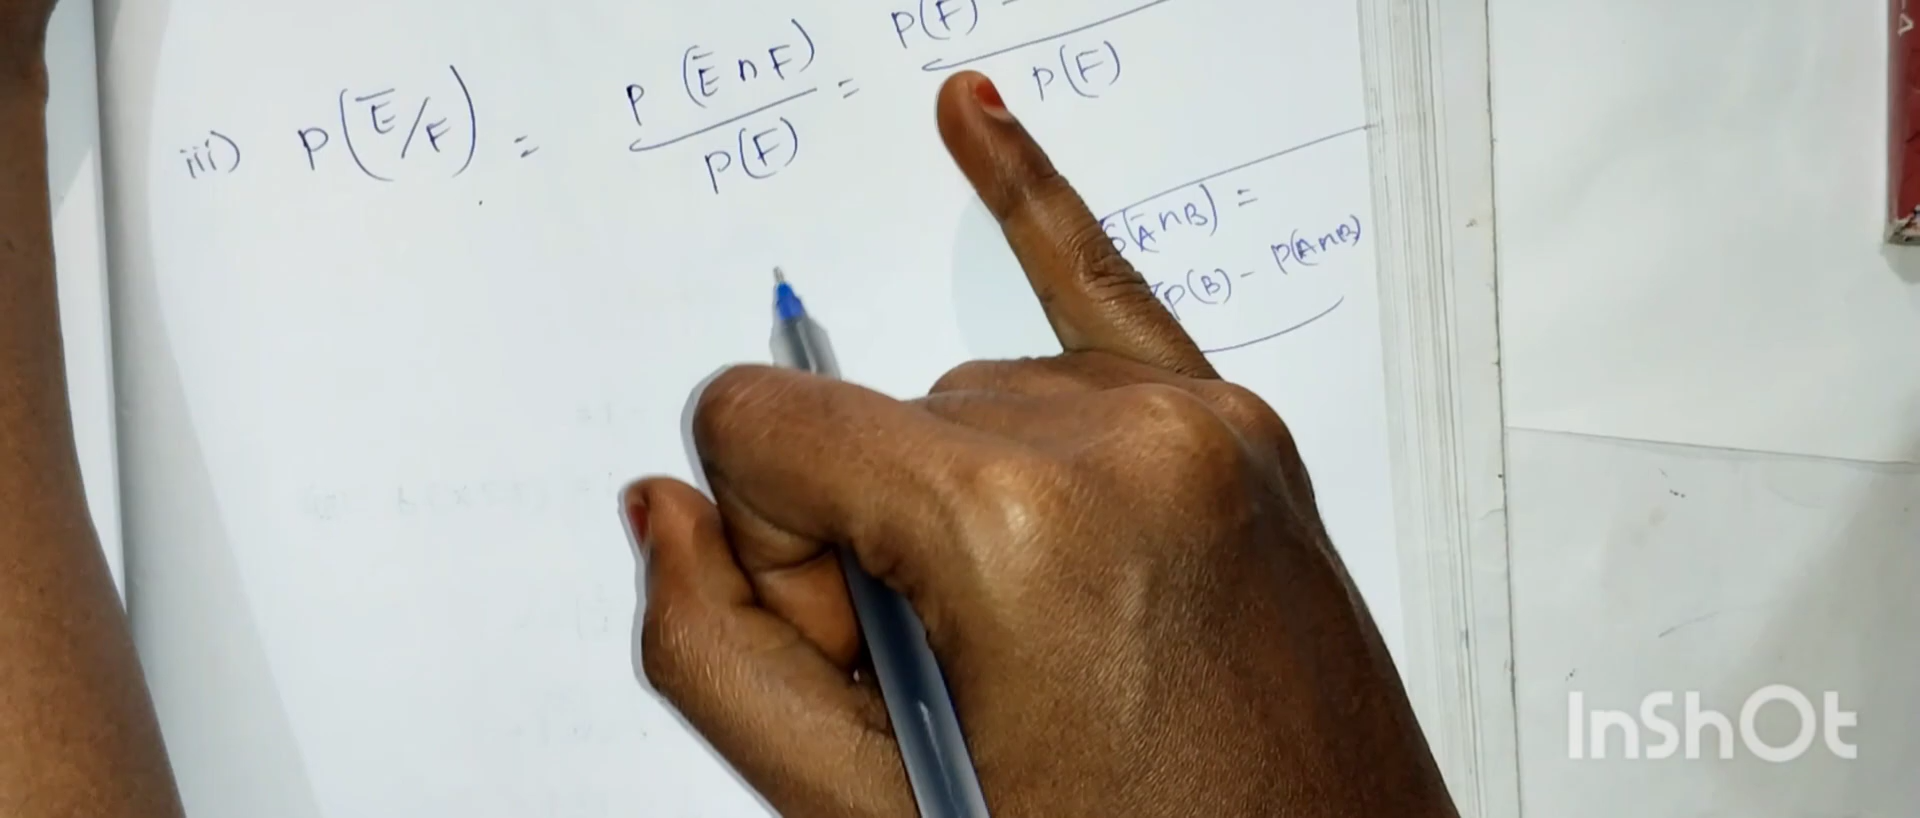 iii) P(Ē/F) = P(Ē∩F)/P(F) = P(F) - /P(F)
(Ā∩B) =
P(B) - P(A∩B)
InShOt